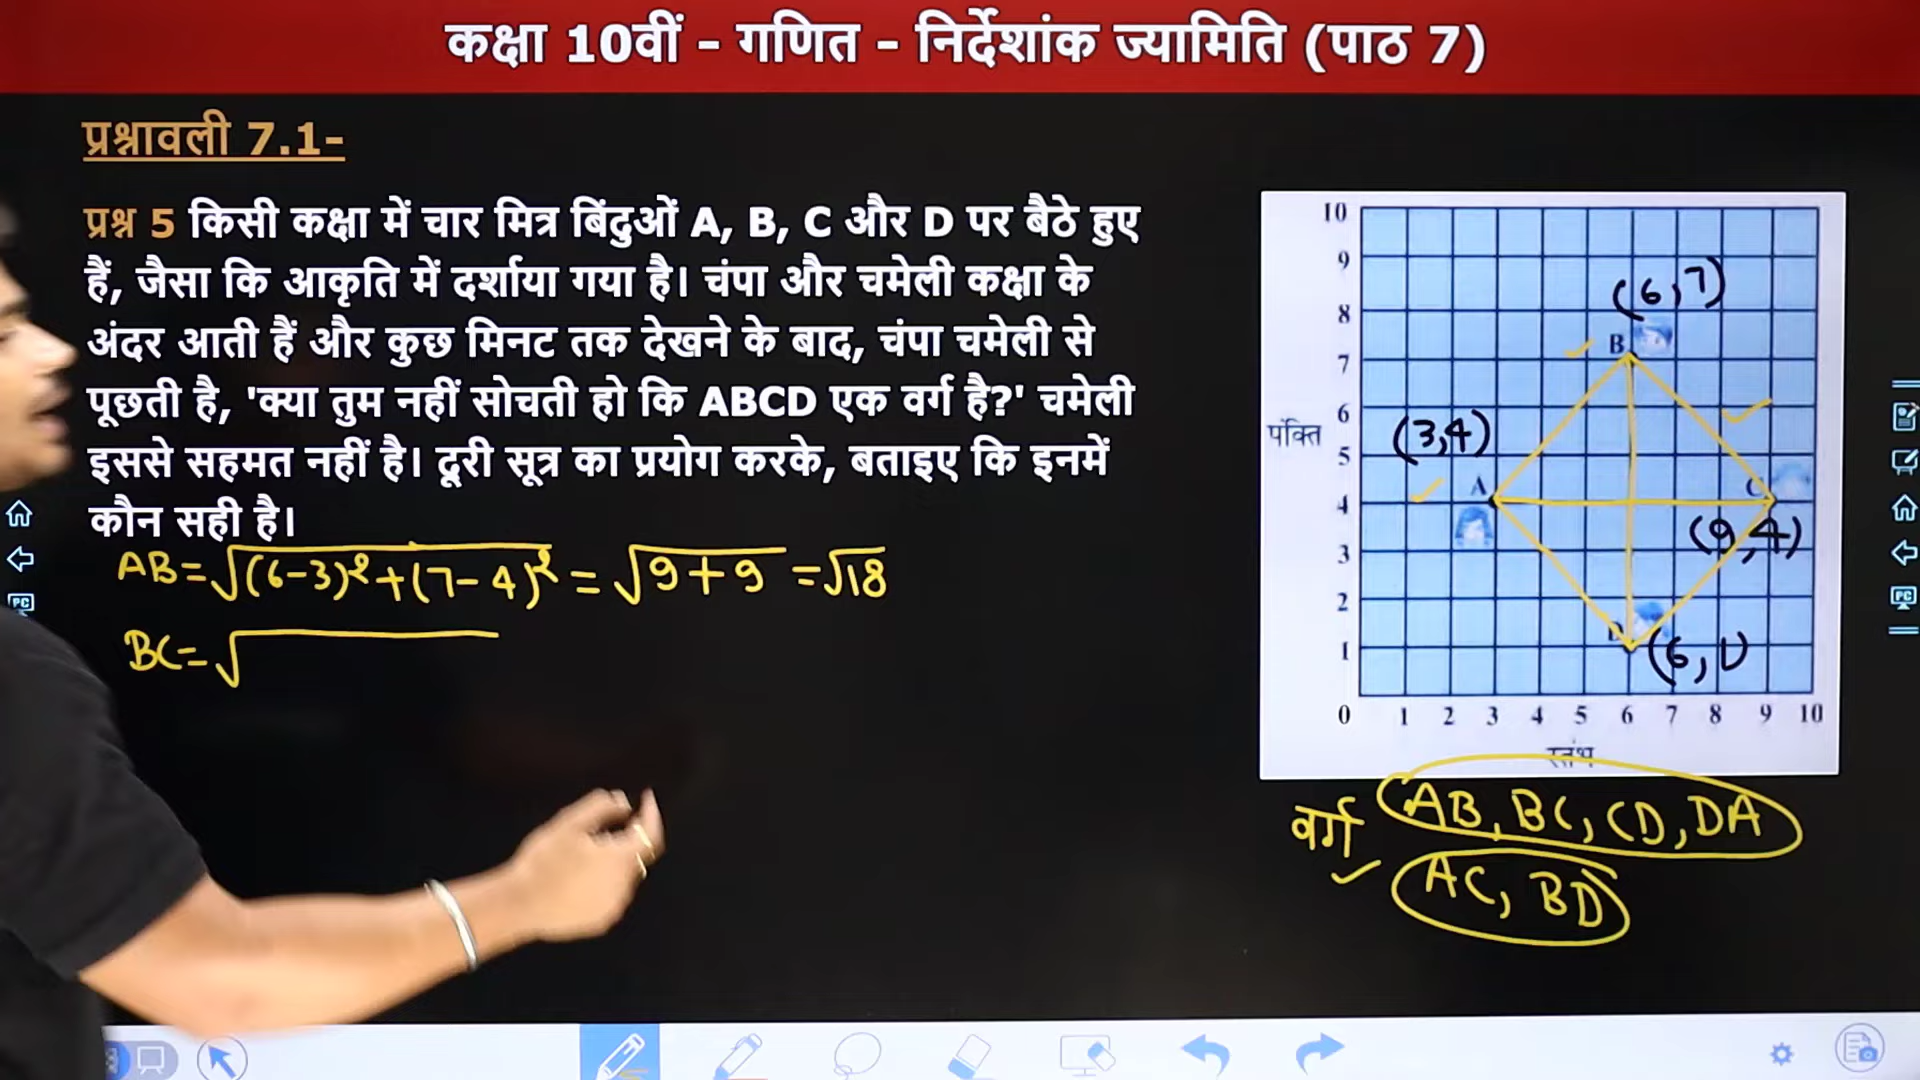 कक्षा 10वीं - गणित - निर्देशांक ज्यामिति (पाठ 7)
प्रश्नावली 7.1-
प्रश्न 5 किसी कक्षा में चार मित्र बिंदुओं A, B, C और D पर बैठे हुए
हैं, जैसा कि आकृति में दर्शाया गया है। चंपा और चमेली कक्षा के
अंदर आती हैं और कुछ मिनट तक देखने के बाद, चंपा चमेली से
पूछती है, 'क्या तुम नहीं सोचती हो कि ABCD एक वर्ग है?' चमेली
इससे सहमत नहीं है। दूरी सूत्र का प्रयोग करके, बताइए कि इनमें
कौन सही है।
AB=√(6-3)²+(7-4)² = √9+9 = √18
BC=√
10
9
8
7
6
5
4
3
2
1
0 1 2 3 4 5 6 7 8 9 10
पंक्ति
स्तंभ
(6,7)
B
(3,4)
A
C
(9,4)
D
(6,1)
वर्ग AB, BC, CD, DA
AC, BD
PC
PC